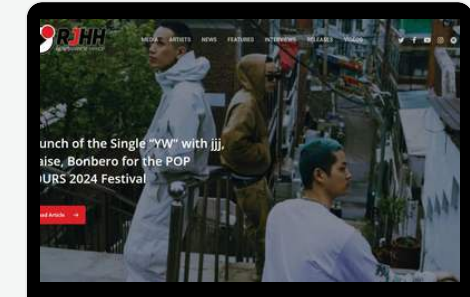 RJHH
MEDIA ARTISTS NEWS FEATURES INTERVIEWS RELEASES VIDEOS
unch of the Single "YW" with jjj,
aise, Bonbero for the POP
OURS 2024 Festival
ad Article →